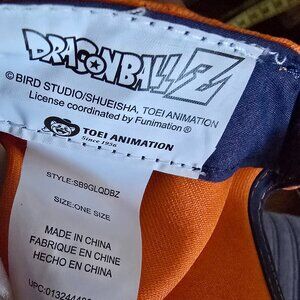 DRAGONBALL Z
© BIRD STUDIO/SHUEISHA, TOEI ANIMATION
License coordinated by Funimation®
TOEI ANIMATION
Since 1956
STYLE:SB9GLQDBZ
SIZE:ONE SIZE
MADE IN CHINA
FABRIQUE EN CHINE
HECHO EN CHINA